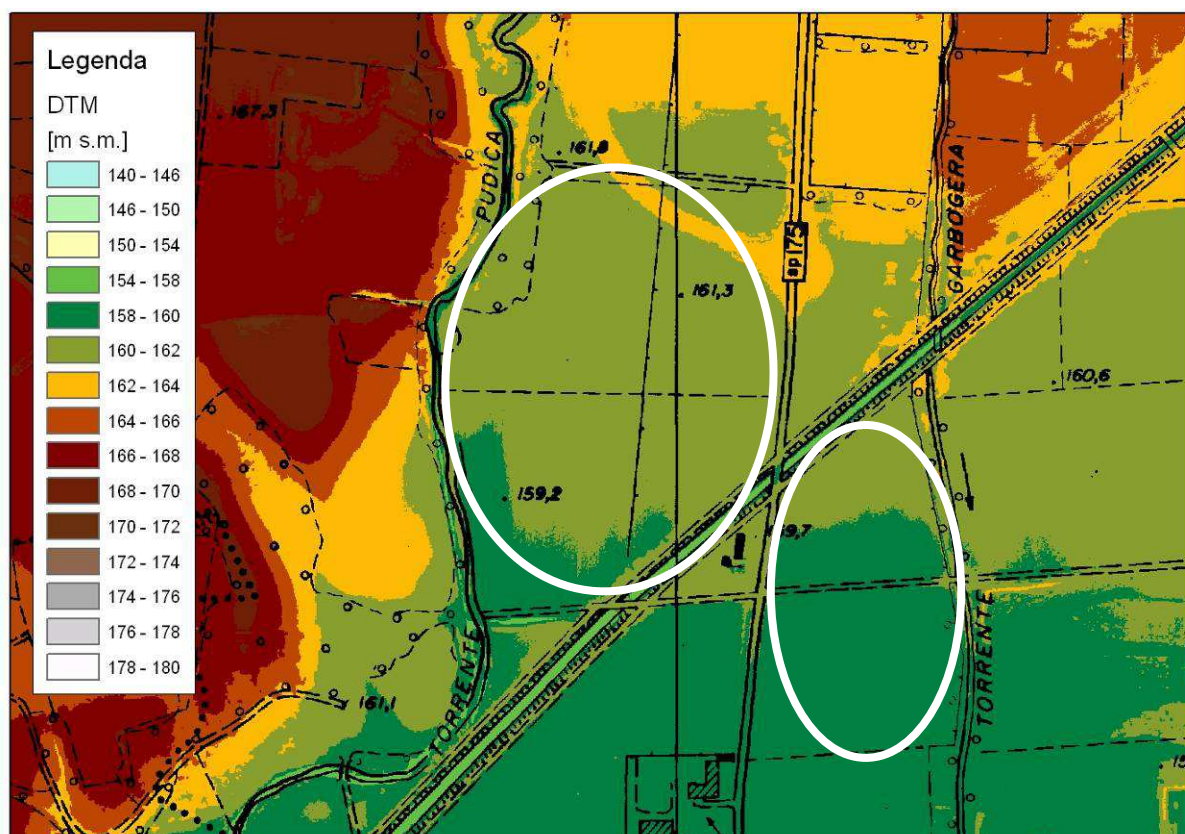 Legenda
DTM
[m s.m.]
140 - 146
146 - 150
150 - 154
154 - 158
158 - 160
160 - 162
162 - 164
164 - 166
166 - 168
168 - 170
170 - 172
172 - 174
174 - 176
176 - 178
178 - 180
167,3
PUDICA
161,8
sp 175
GARBOGERA
161,3
160,6
159,2
TORRENTE
161,1
TORRENTE